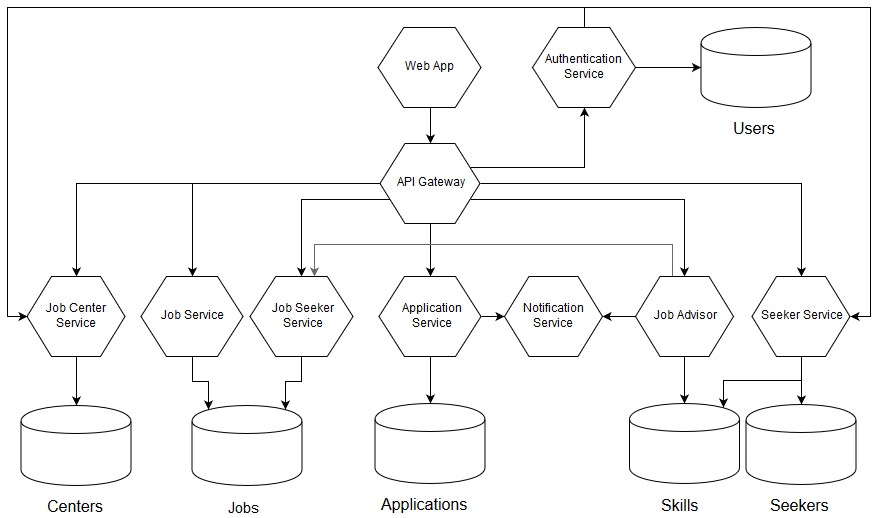 Web App
Authentication
Service
Users
API Gateway
Job Center
Service
Job Service
Job Seeker
Service
Application
Service
Notification
Service
Job Advisor
Seeker Service
Centers
Jobs
Applications
Skills
Seekers